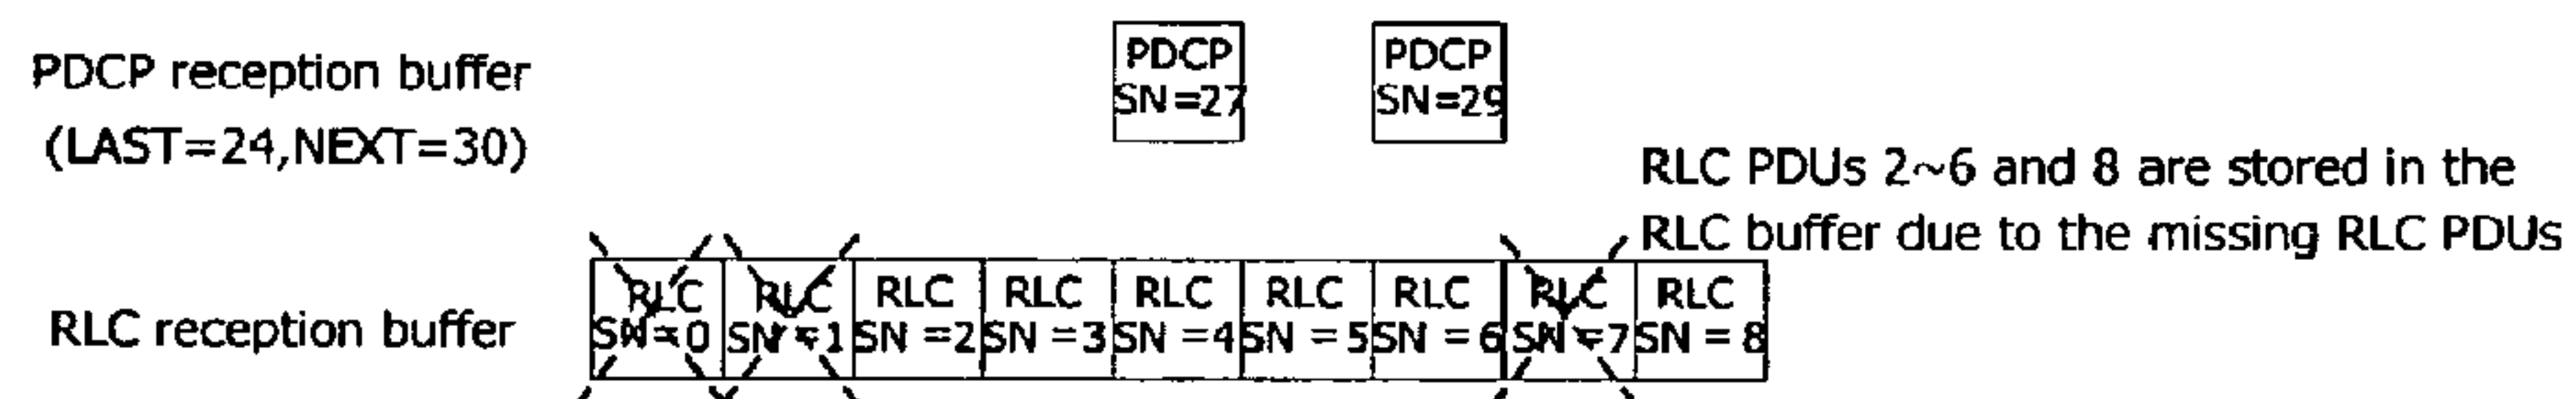 PDCP reception buffer
(LAST=24,NEXT=30)
PDCP
SN=27
PDCP
SN=29
RLC PDUs 2~6 and 8 are stored in the
RLC buffer due to the missing RLC PDUs
RLC reception buffer
RLC
SN=0
RLC
SN=1
RLC
SN=2
RLC
SN=3
RLC
SN=4
RLC
SN=5
RLC
SN=6
RLC
SN=7
RLC
SN=8